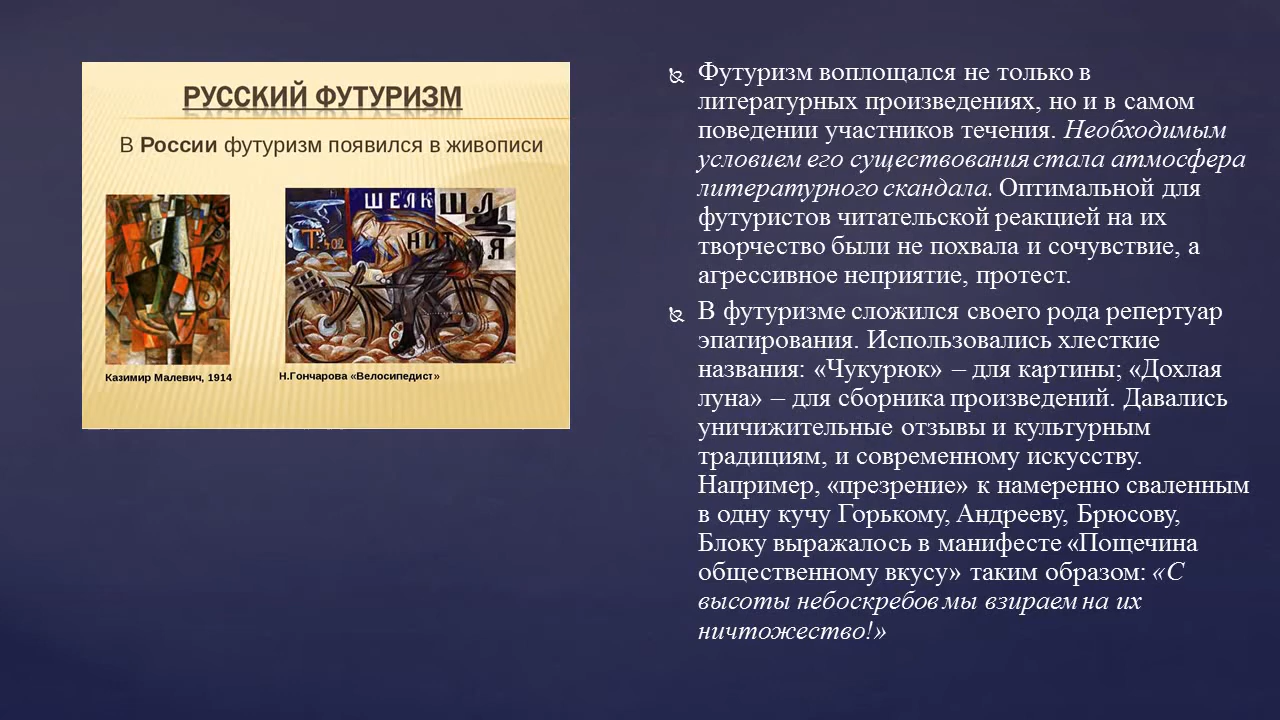 РУССКИЙ ФУТУРИЗМ
В России футуризм появился в живописи
ШЕЛК
ШЛЯ
Т.402
НИТ
Я
Казимир Малевич, 1914
Н.Гончарова «Велосипедист»
Футуризм воплощался не только в
литературных произведениях, но и в самом
поведении участников течения. Необходимым
условием его существования стала атмосфера
литературного скандала. Оптимальной для
футуристов читательской реакцией на их
творчество были не похвала и сочувствие, а
агрессивное неприятие, протест.
В футуризме сложился своего рода репертуар
эпатирования. Использовались хлесткие
названия: «Чукурюк» – для картины; «Дохлая
луна» – для сборника произведений. Давались
уничижительные отзывы и культурным
традициям, и современному искусству.
Например, «презрение» к намеренно сваленным
в одну кучу Горькому, Андрееву, Брюсову,
Блоку выражалось в манифесте «Пощечина
общественному вкусу» таким образом: «С
высоты небоскребов мы взираем на их
ничтожество!»